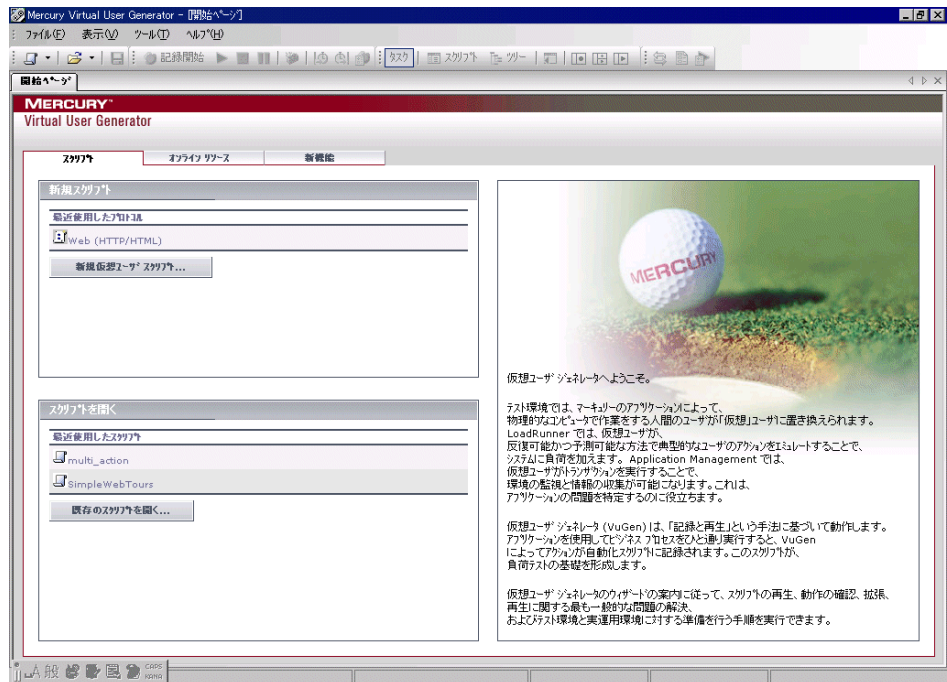 Mercury Virtual User Generator - [開始ページ]
ファイル(F) 表示(V) ツール(T) ヘルプ(H)
記録開始 タスク スクリプト ツリー
開始ページ
MERCURY™
Virtual User Generator
スクリプト オンライン リソース 新機能
新規スクリプト
最近使用したプロトコル
Web (HTTP/HTML)
新規仮想ユーザ スクリプト...
スクリプトを開く
最近使用したスクリプト
multi_action
SimpleWebTours
既存のスクリプトを開く...
MERCURY
仮想ユーザ ジェネレータへようこそ。
テスト環境では、マーキュリーのアプリケーションによって、
物理的なコンピュータで作業をする人間のユーザが「仮想」ユーザに置き換えられます。
LoadRunner では、仮想ユーザが、
反復可能かつ予測可能な方法で典型的なユーザのアクションをエミュレートすることで、
システムに負荷を加えます。 Application Management では、
仮想ユーザがトランザクションを実行することで、
環境の監視と情報の収集が可能になります。これは、
アプリケーションの問題を特定するのに役立ちます。
仮想ユーザ ジェネレータ (VuGen) は、「記録と再生」という手法に基づいて動作します。
アプリケーションを使用してビジネス プロセスをひと通り実行すると、VuGen
によってアクションが自動化スクリプトに記録されます。このスクリプトが、
負荷テストの基礎を形成します。
仮想ユーザ ジェネレータのウィザードの案内に従って、スクリプトの再生、動作の確認、拡張、
再生に関する最も一般的な問題の解決、
およびテスト環境と実運用環境に対する準備を行う手順を実行できます。
A 般 CAPS
KANA